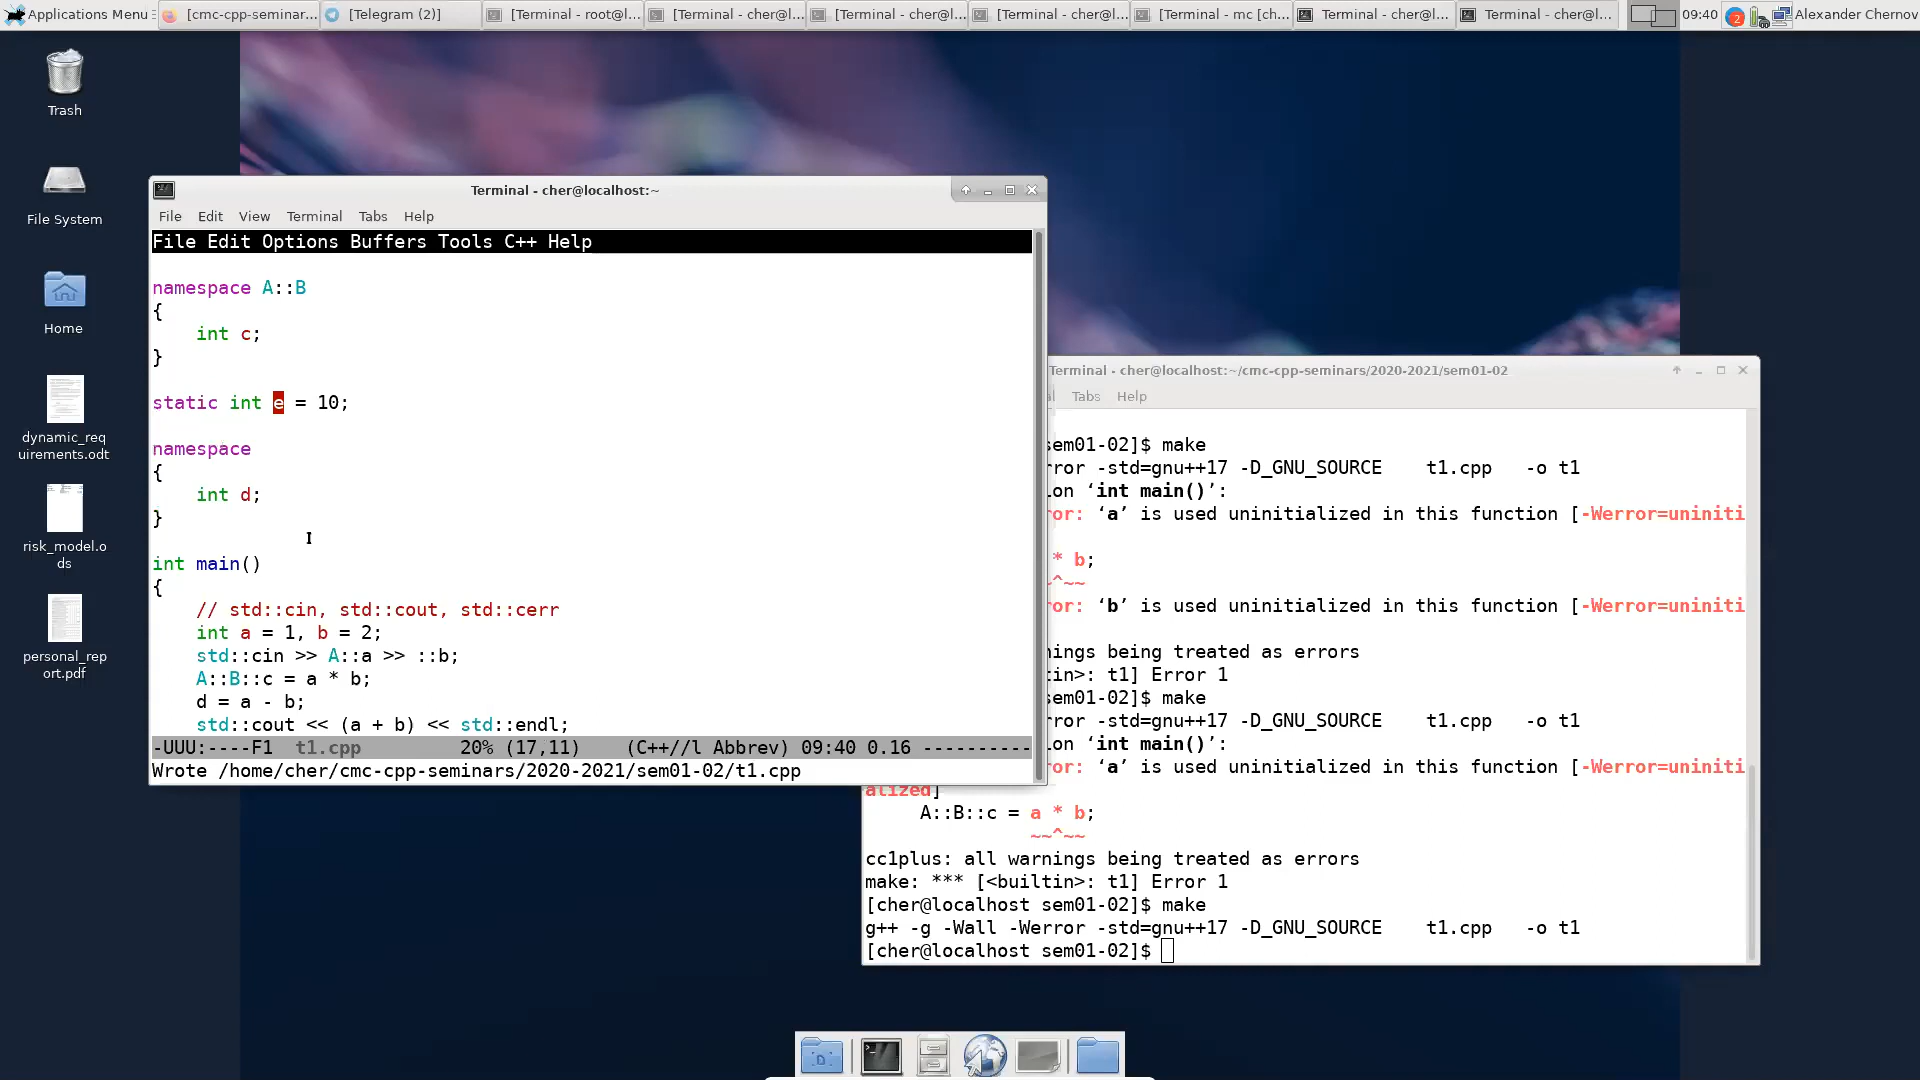 Applications Menu
[cmc-cpp-seminar...
[Telegram (2)]
[Terminal - root@l...
[Terminal - cher@l...
[Terminal - cher@l...
[Terminal - cher@l...
[Terminal - mc [ch...
Terminal - cher@l...
Terminal - cher@l...
09:40
2
Alexander Chernov
Trash
File System
Home
dynamic_req
uirements.odt
risk_model.o
ds
personal_rep
ort.pdf
Terminal - cher@localhost:~
File Edit View Terminal Tabs Help
File Edit Options Buffers Tools C++ Help
namespace A::B
{
    int c;
}
static int e = 10;
namespace
{
    int d;
}
int main()
{
    // std::cin, std::cout, std::cerr
    int a = 1, b = 2;
    std::cin >> A::a >> ::b;
    A::B::c = a * b;
    d = a - b;
    std::cout << (a + b) << std::endl;
-UUU:----F1  t1.cpp         20% (17,11)    (C++//l Abbrev) 09:40 0.16 ----------
Wrote /home/cher/cmc-cpp-seminars/2020-2021/sem01-02/t1.cpp
Terminal - cher@localhost:~/cmc-cpp-seminars/2020-2021/sem01-02
Tabs Help
sem01-02]$ make
rror -std=gnu++17 -D_GNU_SOURCE    t1.cpp   -o t1
on ‘int main()’:
ror: ‘a’ is used uninitialized in this function [-Werror=uniniti
* b;
~^~~
ror: ‘b’ is used uninitialized in this function [-Werror=uniniti
nings being treated as errors
tin>: t1] Error 1
sem01-02]$ make
rror -std=gnu++17 -D_GNU_SOURCE    t1.cpp   -o t1
on ‘int main()’:
ror: ‘a’ is used uninitialized in this function [-Werror=uniniti
alized]
     A::B::c = a * b;
               ~~^~~
cc1plus: all warnings being treated as errors
make: *** [<builtin>: t1] Error 1
[cher@localhost sem01-02]$ make
g++ -g -Wall -Werror -std=gnu++17 -D_GNU_SOURCE    t1.cpp   -o t1
[cher@localhost sem01-02]$